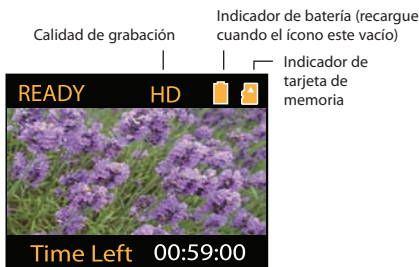 Indicador de batería (recargue
cuando el ícono este vacío)
Calidad de grabación
Indicador de
tarjeta de
memoria
READY HD
Time Left 00:59:00